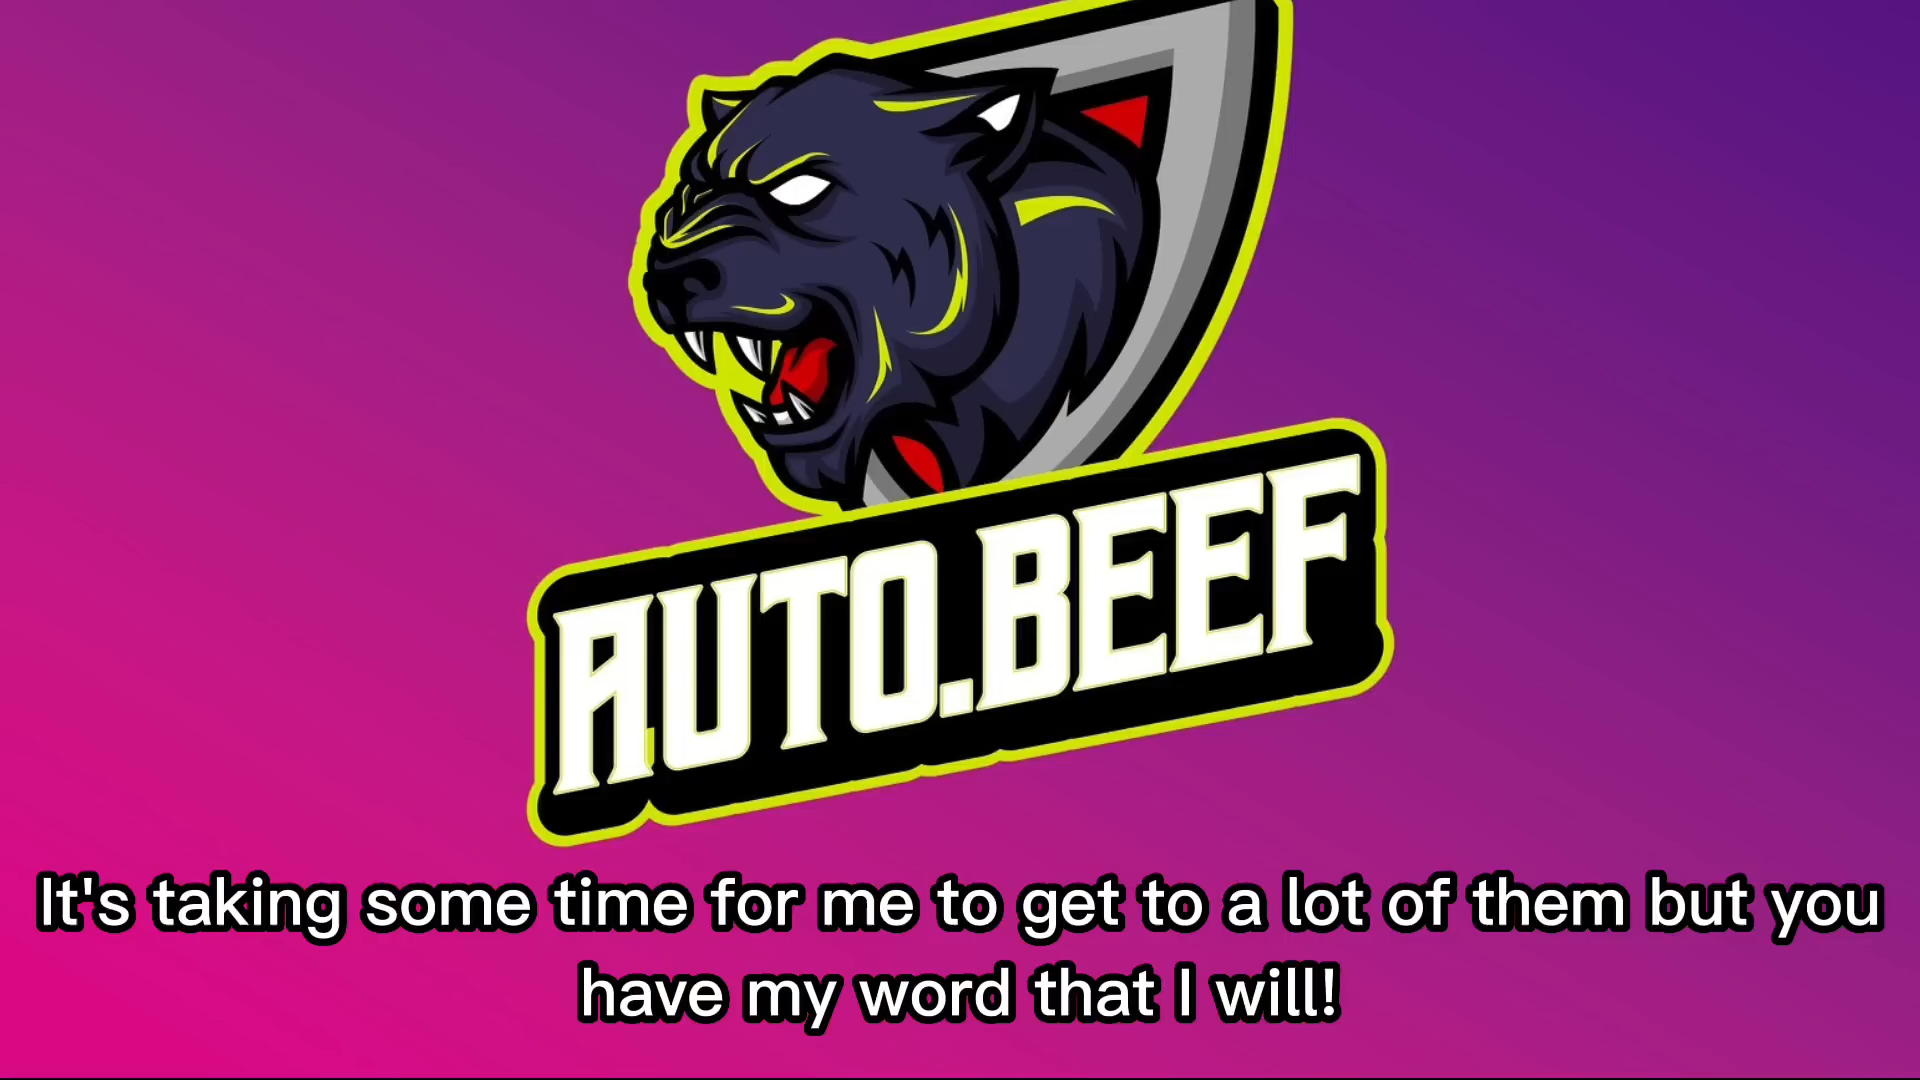 AUTO.BEEF
It's taking some time for me to get to a lot of them but you
have my word that I will!